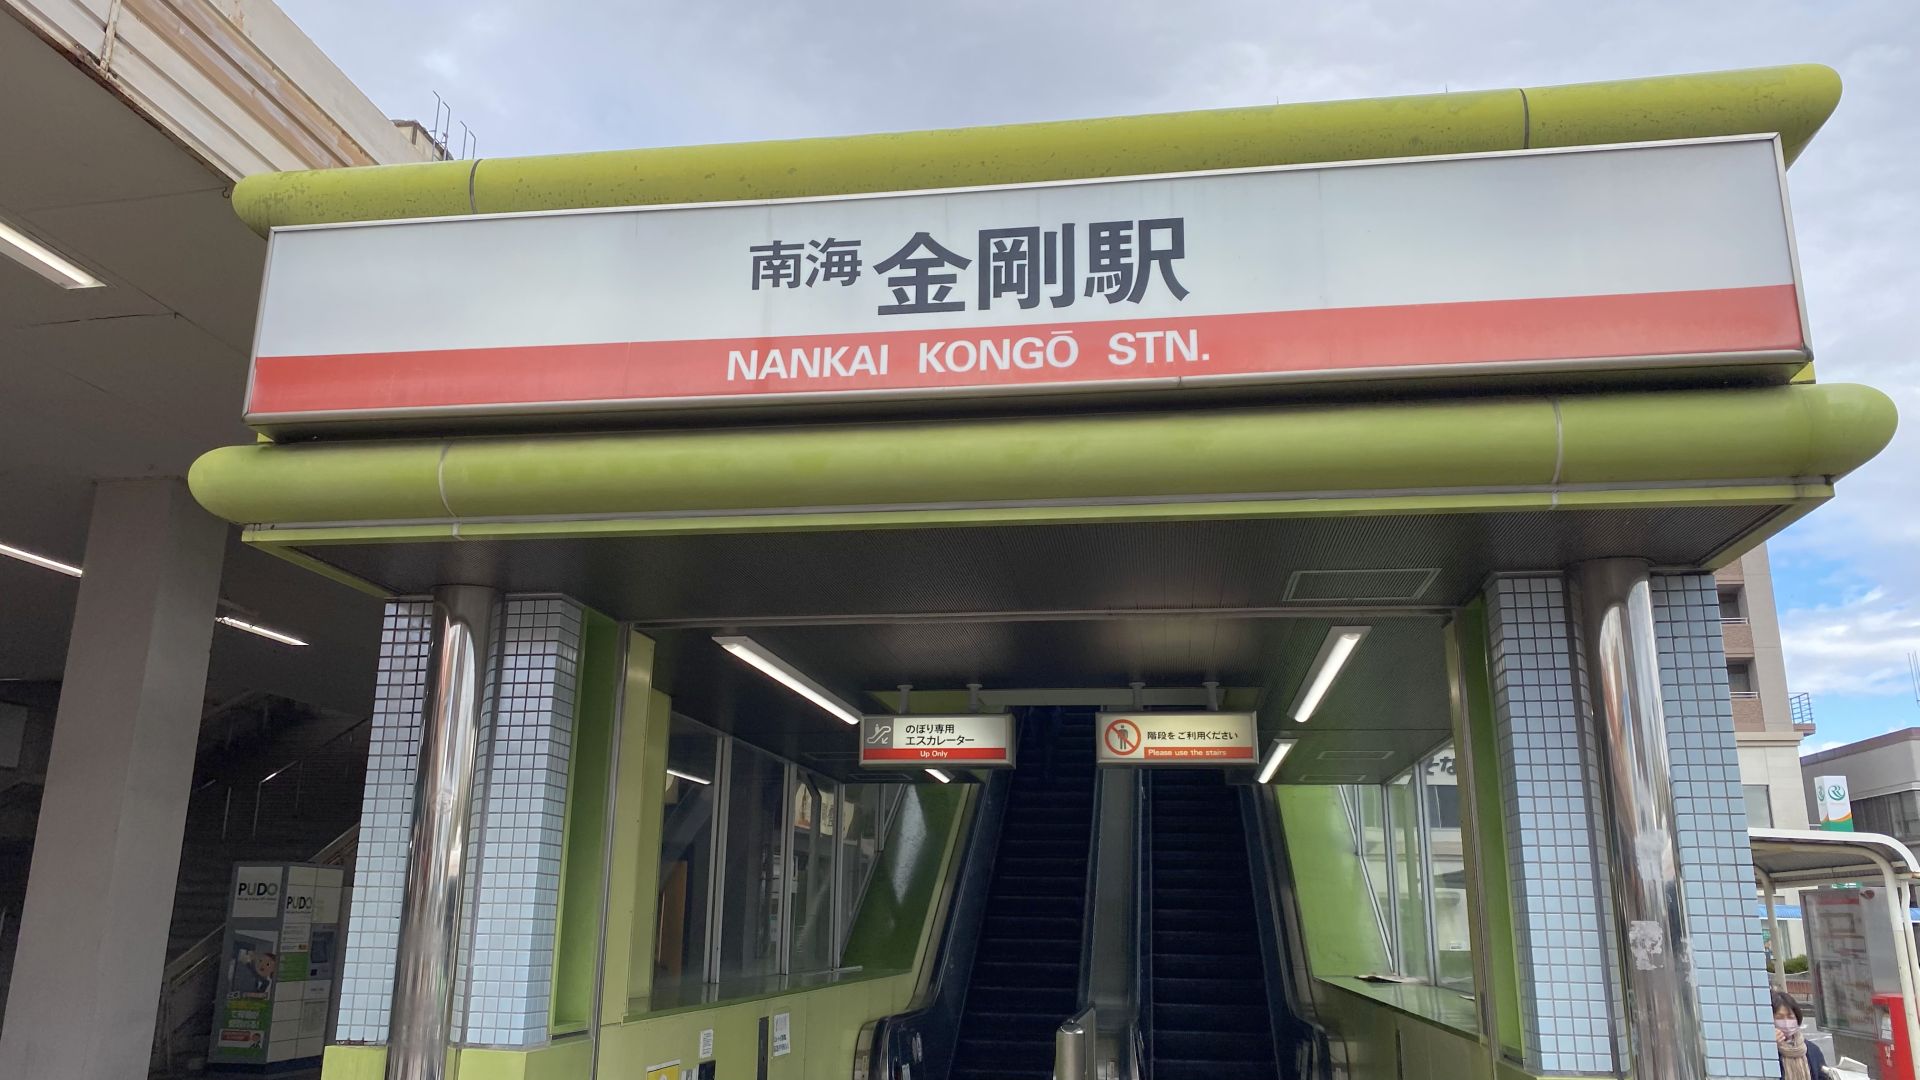 南海 金剛駅
NANKAI KONGŌ STN.
のぼり専用
エスカレーター
Up Only
階段をご利用ください
Please use the stairs
PUDO
PUDO